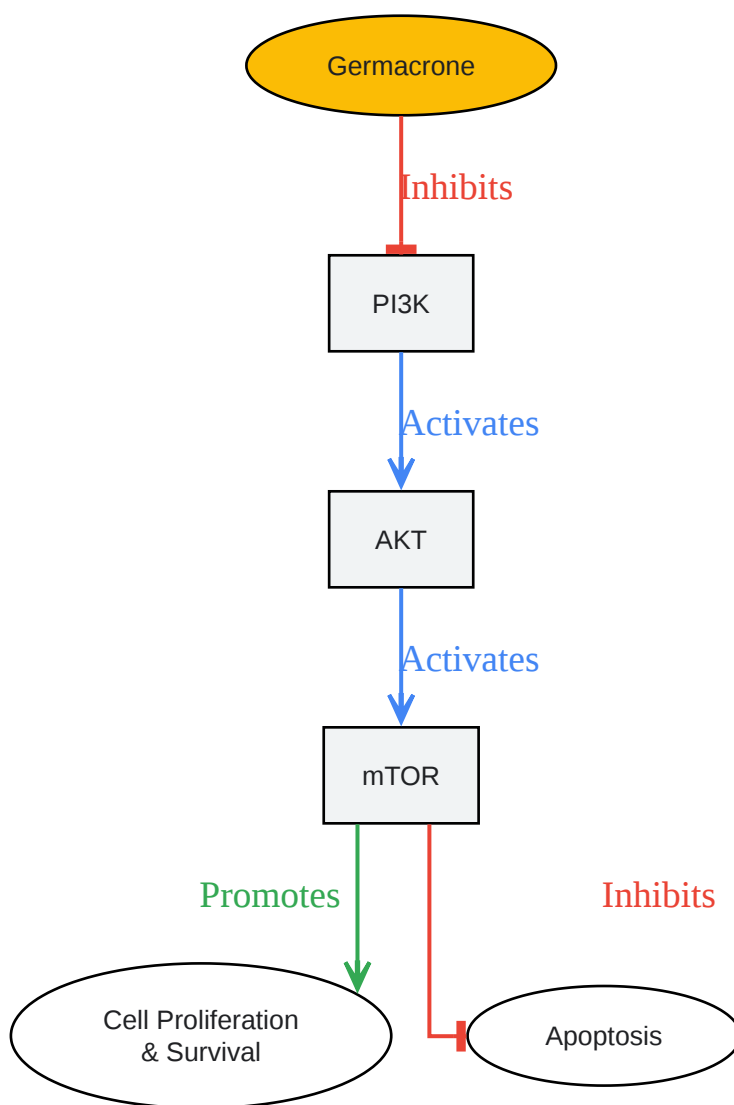 Germacrone
Inhibits
PI3K
Activates
AKT
Activates
mTOR
Promotes
Inhibits
Cell Proliferation
& Survival
Apoptosis